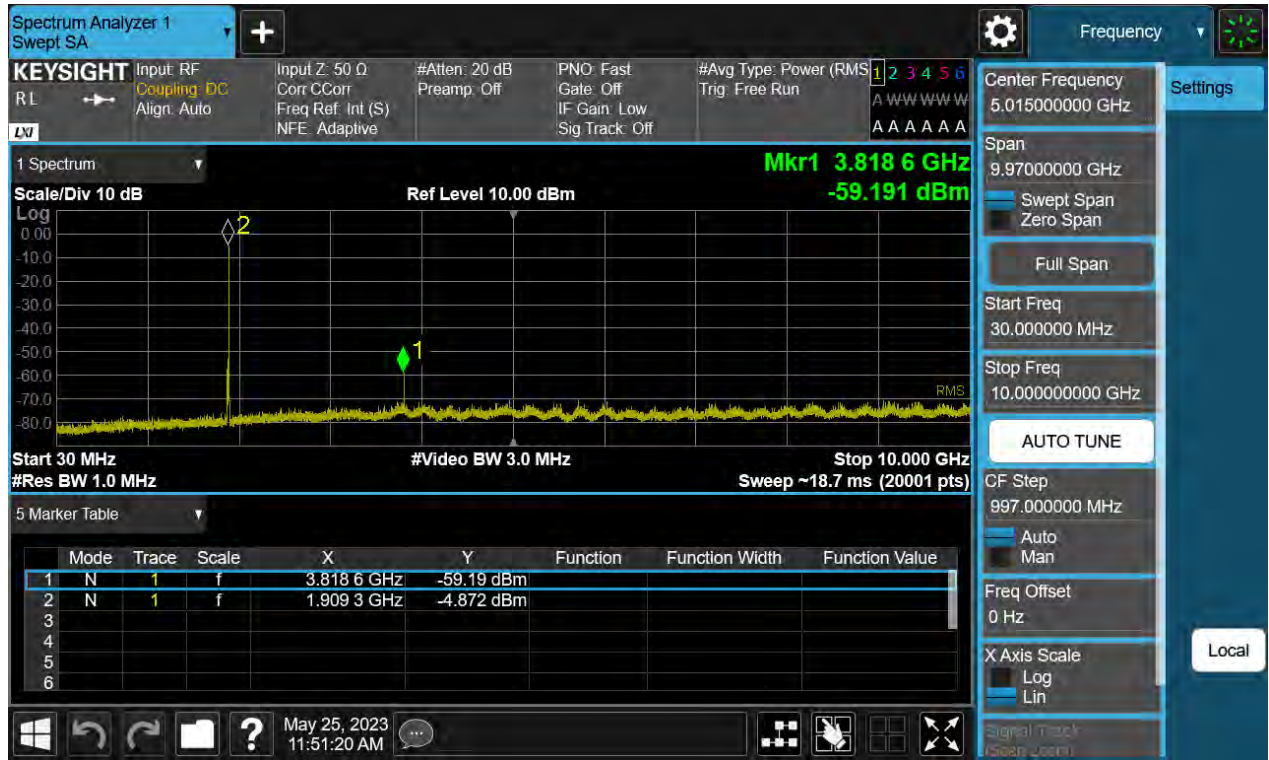 Spectrum Analyzer 1
Swept SA
Frequency
KEYSIGHT
RL
LXI
Input: RF
Coupling: DC
Align: Auto
Input Z: 50 Ω
Corr CCorr
Freq Ref: Int (S)
NFE: Adaptive
#Atten: 20 dB
Preamp: Off
PNO: Fast
Gate: Off
IF Gain: Low
Sig Track: Off
#Avg Type: Power (RMS
Trig: Free Run
1 2 3 4 5 6
A W W W W W
A A A A A A
1 Spectrum
Mkr1 3.818 6 GHz
-59.191 dBm
Scale/Div 10 dB
Ref Level 10.00 dBm
Log
0.00
-10.0
-20.0
-30.0
-40.0
-50.0
-60.0
-70.0
-80.0
2
1
RMS
Start 30 MHz
#Video BW 3.0 MHz
Stop 10.000 GHz
#Res BW 1.0 MHz
Sweep ~18.7 ms (20001 pts)
5 Marker Table
Mode Trace Scale X Y Function Function Width Function Value
1 N 1 f 3.818 6 GHz -59.19 dBm
2 N 1 f 1.909 3 GHz -4.872 dBm
3
4
5
6
May 25, 2023
11:51:20 AM
Settings
Center Frequency
5.015000000 GHz
Span
9.97000000 GHz
Swept Span
Zero Span
Full Span
Start Freq
30.000000 MHz
Stop Freq
10.000000000 GHz
AUTO TUNE
CF Step
997.000000 MHz
Auto
Man
Freq Offset
0 Hz
X Axis Scale
Log
Lin
Signal Track
(Span Zoom)
Local